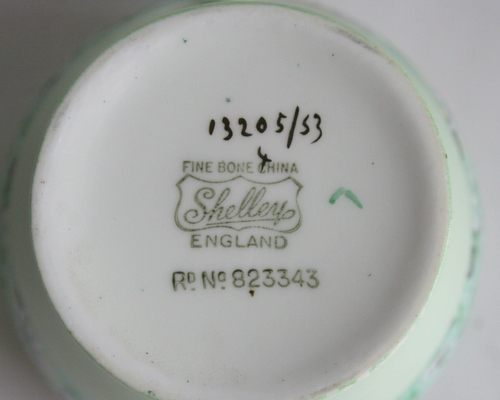 13205/53
FINE BONE CHINA
Shelley
ENGLAND
Rᴰ Nº 823343